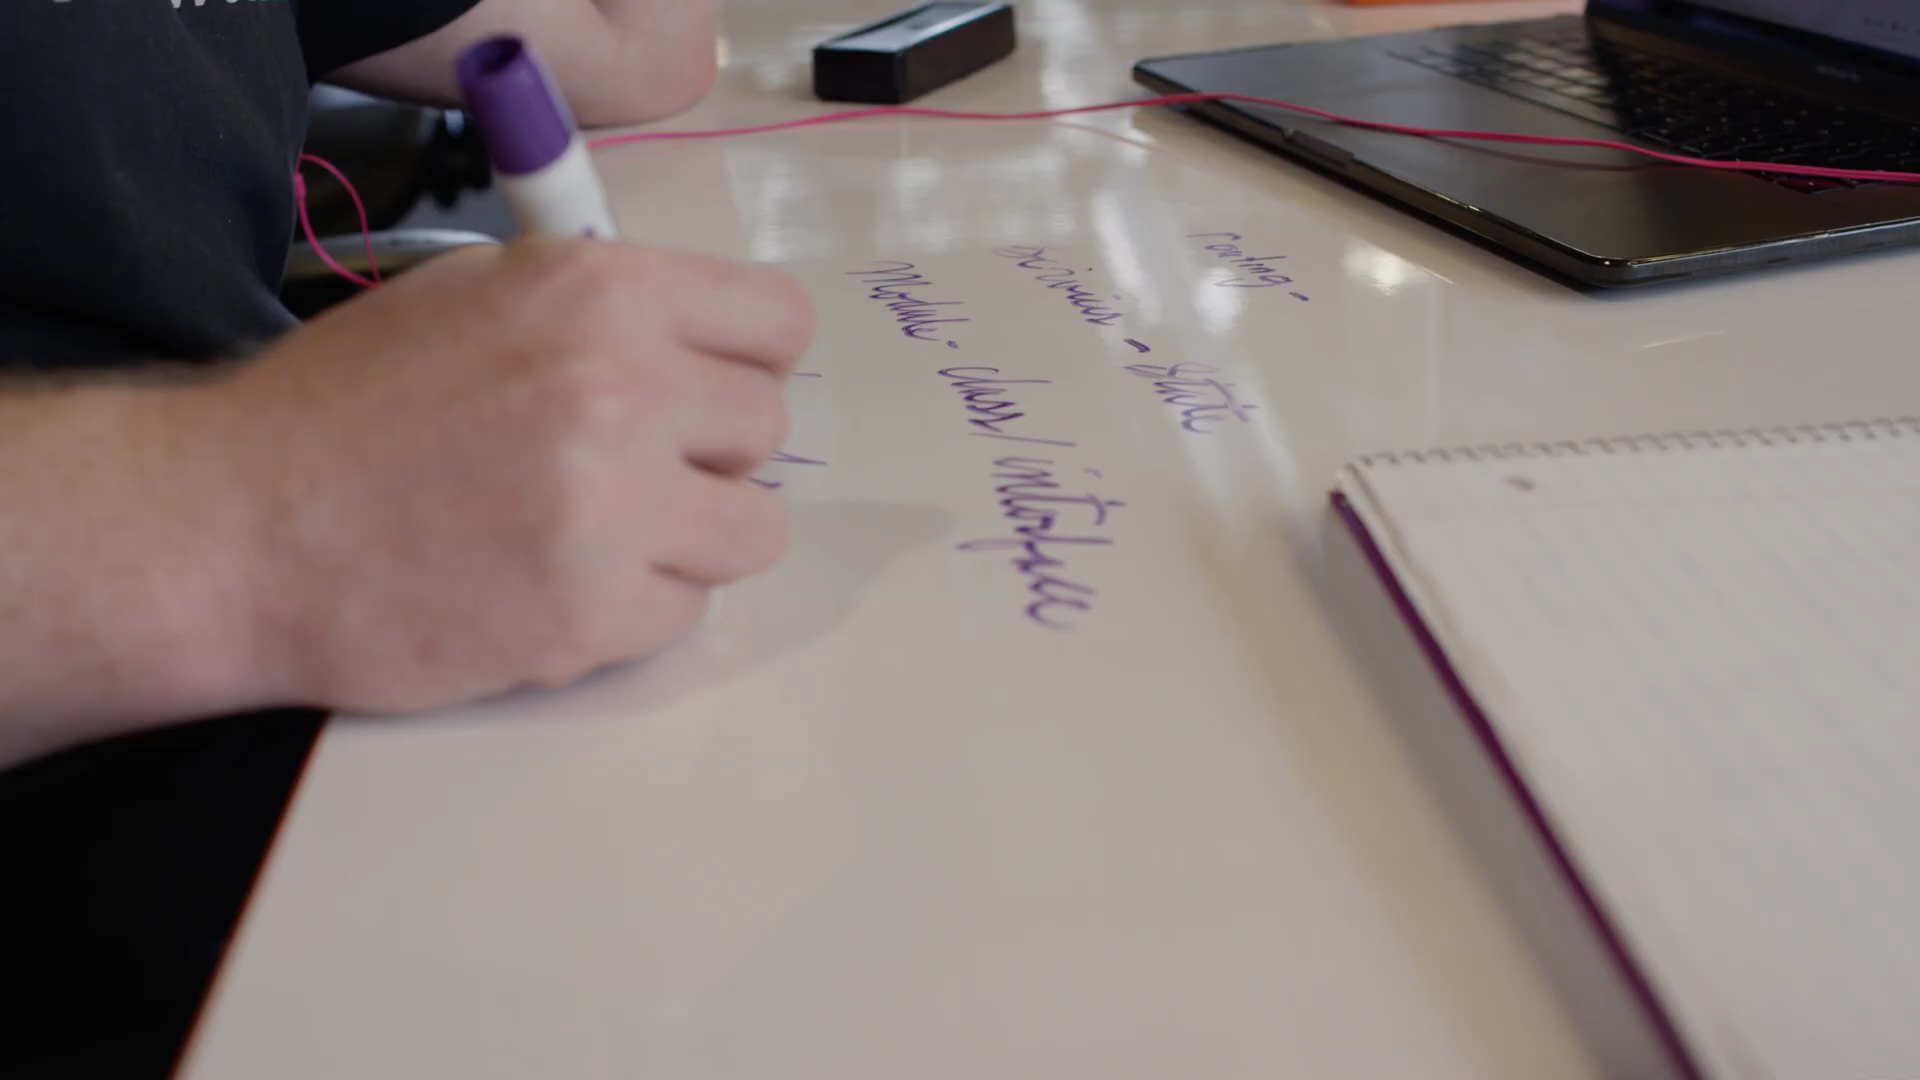 routing -
services - State
Module - class/interface